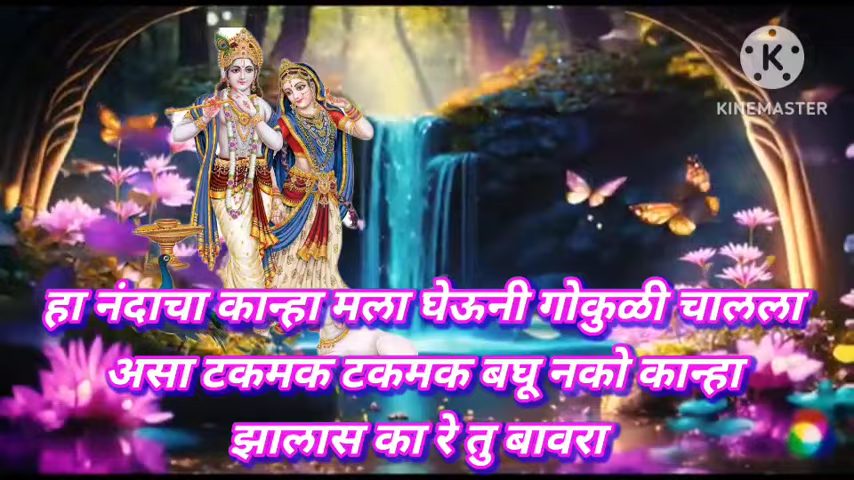 K
KINEMASTER
हा नंदाचा कान्हा मला घेऊनी गोकुळी चालला
असा टकमक टकमक बघू नको कान्हा
झालास का रे तु बावरा